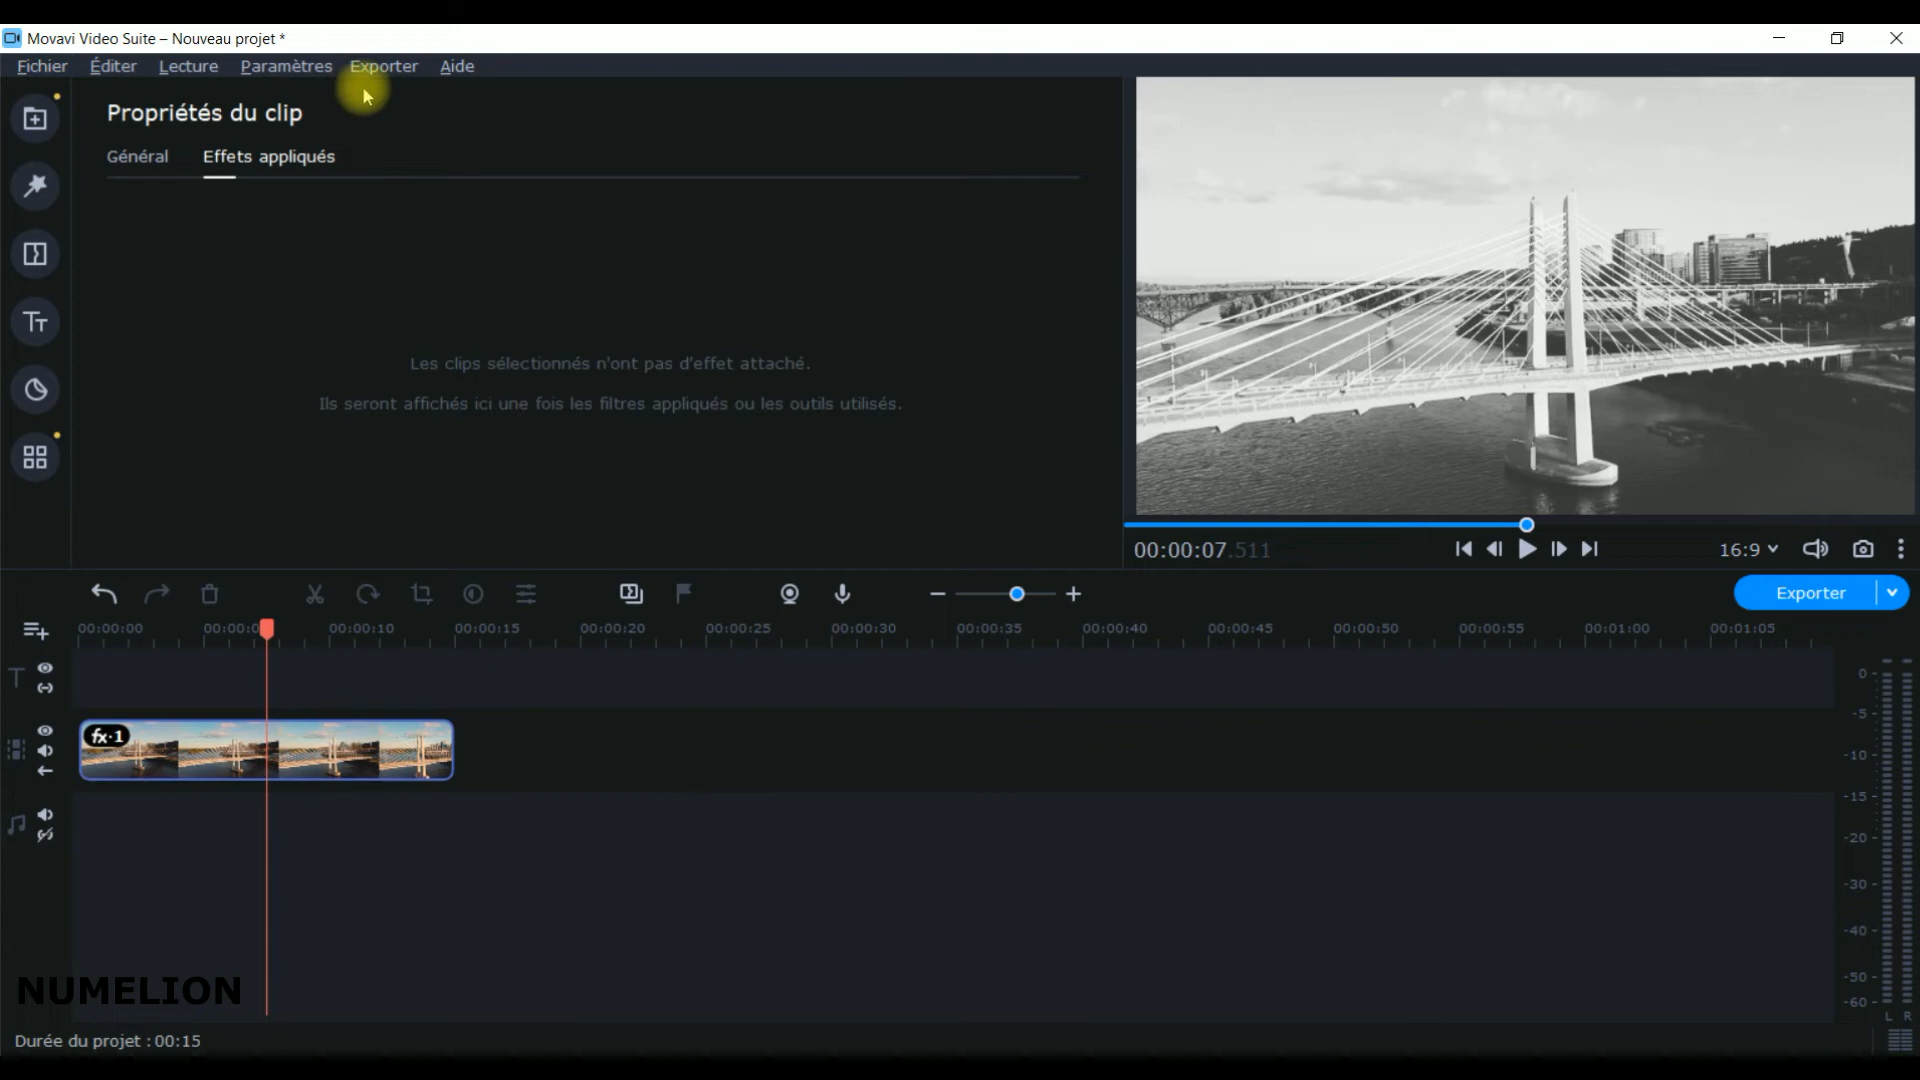 Movavi Video Suite – Nouveau projet *
Fichier Éditer Lecture Paramètres Exporter Aide
Propriétés du clip
Général Effets appliqués
Les clips sélectionnés n'ont pas d'effet attaché.
Ils seront affichés ici une fois les filtres appliqués ou les outils utilisés.
00:00:07.511
16:9
Exporter
00:00:00 00:00:10 00:00:15 00:00:20 00:00:25 00:00:30 00:00:35 00:00:40 00:00:45 00:00:50 00:00:55 00:01:00 00:01:05
fx·1
0
-5
-10
-15
-20
-30
-40
-50
-60
L R
NUMELION
Durée du projet : 00:15